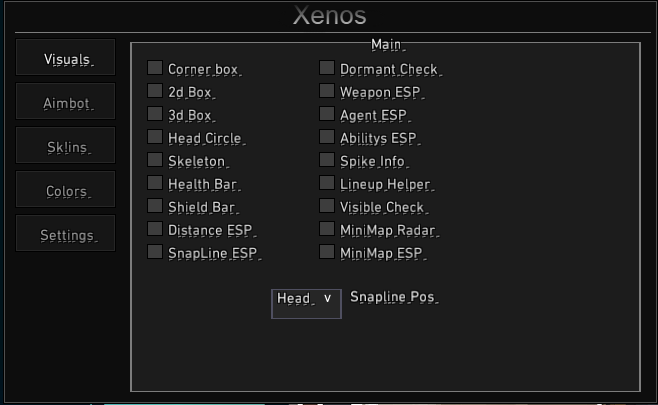 Xenos
Main
Visuals
Aimbot
Sk!ins
Colors
Settings
Corner box
2d Box
3d Box
Head Circle
Skeleton
Health Bar
Shield Bar
Distance ESP
SnapLine ESP
Dormant Check
Weapon ESP
Agent ESP
Abilitys ESP
Spike Info
Lineup Helper
Visible Check
MiniMap Radar
MiniMap ESP
Head v Snapline Pos